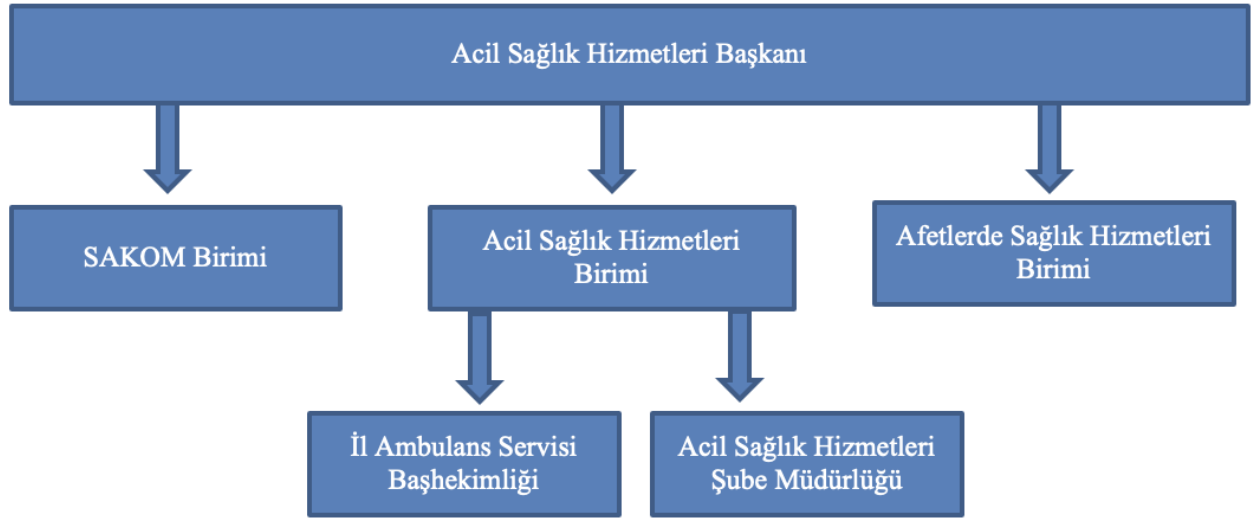 Acil Sağlık Hizmetleri Başkanı
SAKOM Birimi
Acil Sağlık Hizmetleri
Birimi
Afetlerde Sağlık Hizmetleri
Birimi
İl Ambulans Servisi
Başhekimliği
Acil Sağlık Hizmetleri
Şube Müdürlüğü